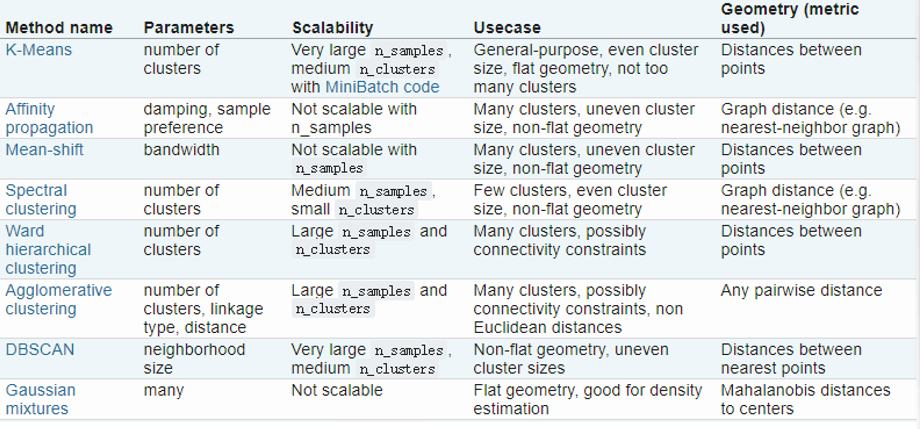 Method name Parameters Scalability Usecase Geometry (metric
used)
K-Means number of Very large n_samples, General-purpose, even cluster Distances between
clusters medium n_clusters size, flat geometry, not too points
with MiniBatch code many clusters
Affinity damping, sample Not scalable with Many clusters, uneven cluster Graph distance (e.g.
propagation preference n_samples size, non-flat geometry nearest-neighbor graph)
Mean-shift bandwidth Not scalable with Many clusters, uneven cluster Distances between
n_samples size, non-flat geometry points
Spectral number of Medium n_samples, Few clusters, even cluster Graph distance (e.g.
clustering clusters small n_clusters size, non-flat geometry nearest-neighbor graph)
Ward number of Large n_samples and Many clusters, possibly Distances between
hierarchical clusters n_clusters connectivity constraints points
clustering
Agglomerative number of Large n_samples and Many clusters, possibly Any pairwise distance
clustering clusters, linkage n_clusters connectivity constraints, non
type, distance Euclidean distances
DBSCAN neighborhood Very large n_samples, Non-flat geometry, uneven Distances between
size medium n_clusters cluster sizes nearest points
Gaussian many Not scalable Flat geometry, good for density Mahalanobis distances
mixtures estimation to centers